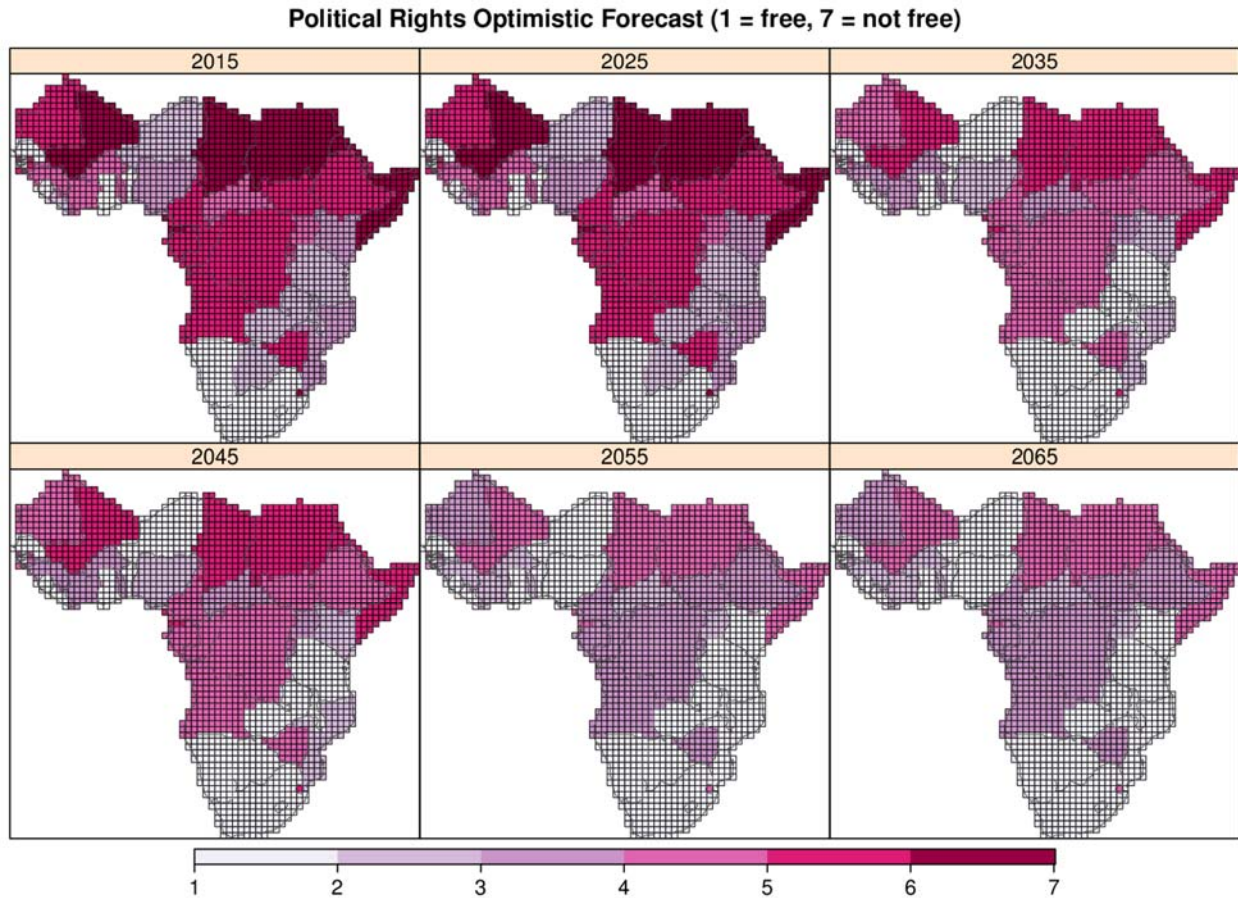 Political Rights Optimistic Forecast (1 = free, 7 = not free)
2015 2025 2035
2045 2055 2065
1 2 3 4 5 6 7